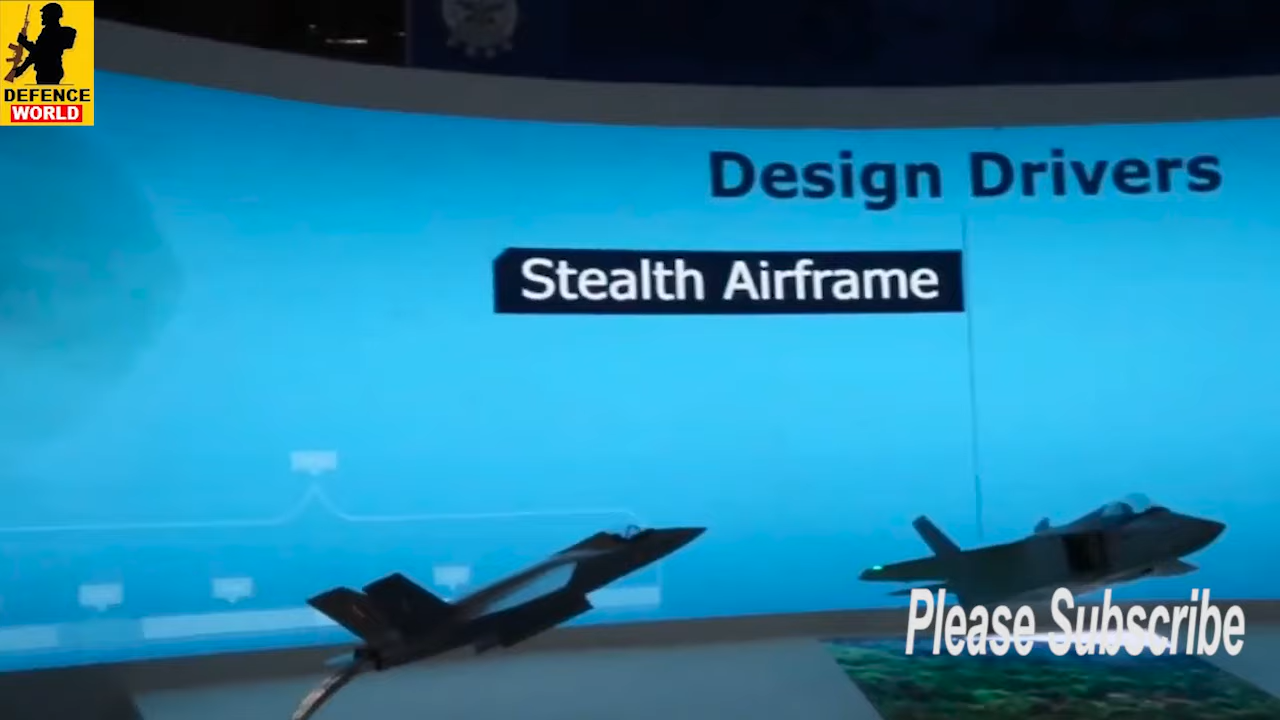 DEFENCE
WORLD
Design Drivers
Stealth Airframe
Please Subscribe